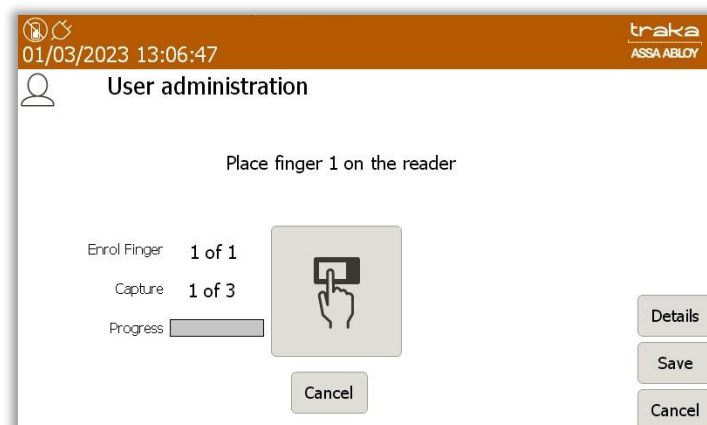 traka
01/03/2023 13:06:47
ASSA ABLOY
User administration
Place finger 1 on the reader
Enrol Finger 1 of 1
Capture 1 of 3
Progress
Details
Save
Cancel
Cancel